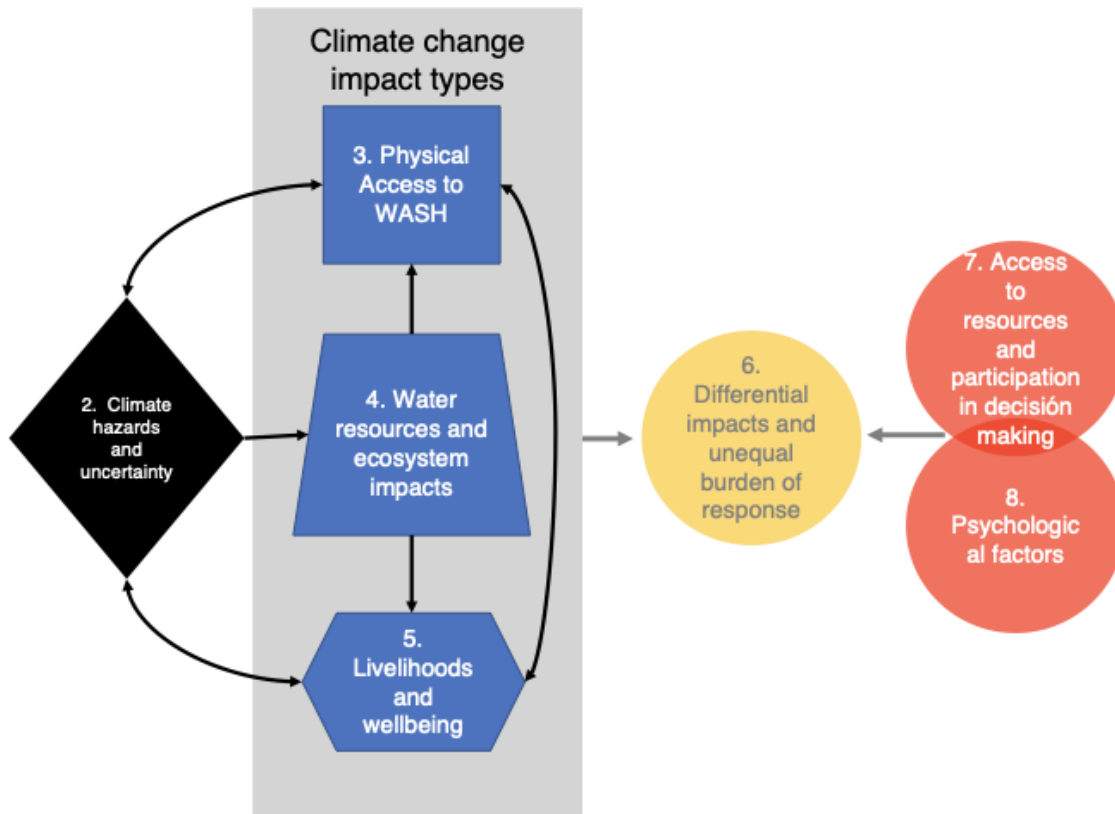 Climate change
impact types
3. Physical
Access to
WASH
2.  Climate
hazards
and
uncertainty
4. Water
resources and
ecosystem
impacts
5.
Livelihoods
and
wellbeing
6.
Differential
impacts and
unequal
burden of
response
7. Access
to
resources
and
participation
in decisión
making
8.
Psychologic
al factors